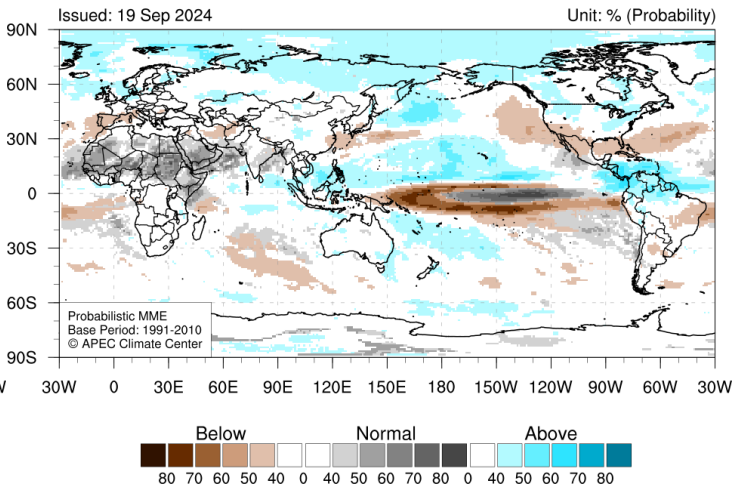 Issued: 19 Sep 2024 Unit: % (Probability)
90N
60N
30N
0
30S
60S
90S
Probabilistic MME
Base Period: 1991-2010
© APEC Climate Center
W 30W 0 30E 60E 90E 120E 150E 180 150W 120W 90W 60W 30W
Below Normal Above
80 70 60 50 40 0 40 50 60 70 80 0 40 50 60 70 80